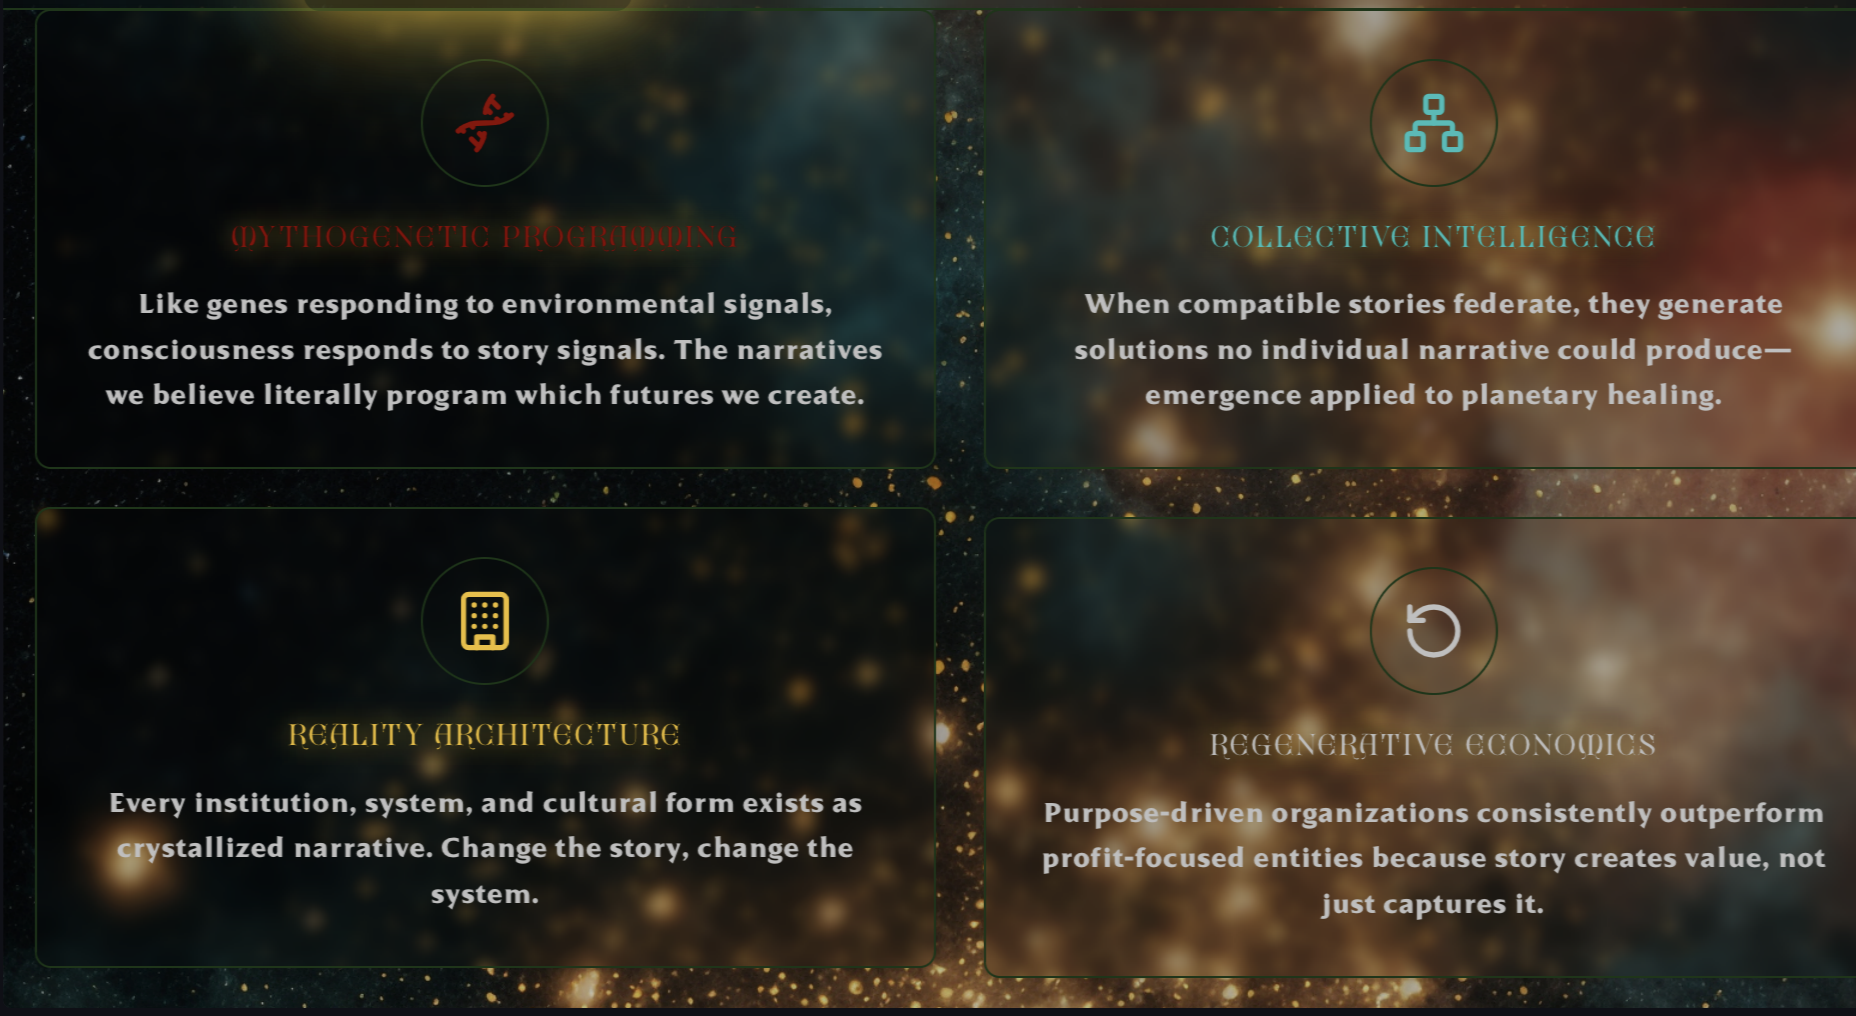 MYTHOGENETIC PROGRAMMING
Like genes responding to environmental signals,
consciousness responds to story signals. The narratives
we believe literally program which futures we create.
COLLECTIVE INTELLIGENCE
When compatible stories federate, they generate
solutions no individual narrative could produce—
emergence applied to planetary healing.
REALITY ARCHITECTURE
Every institution, system, and cultural form exists as
crystallized narrative. Change the story, change the
system.
REGENERATIVE ECONOMICS
Purpose-driven organizations consistently outperform
profit-focused entities because story creates value, not
just captures it.